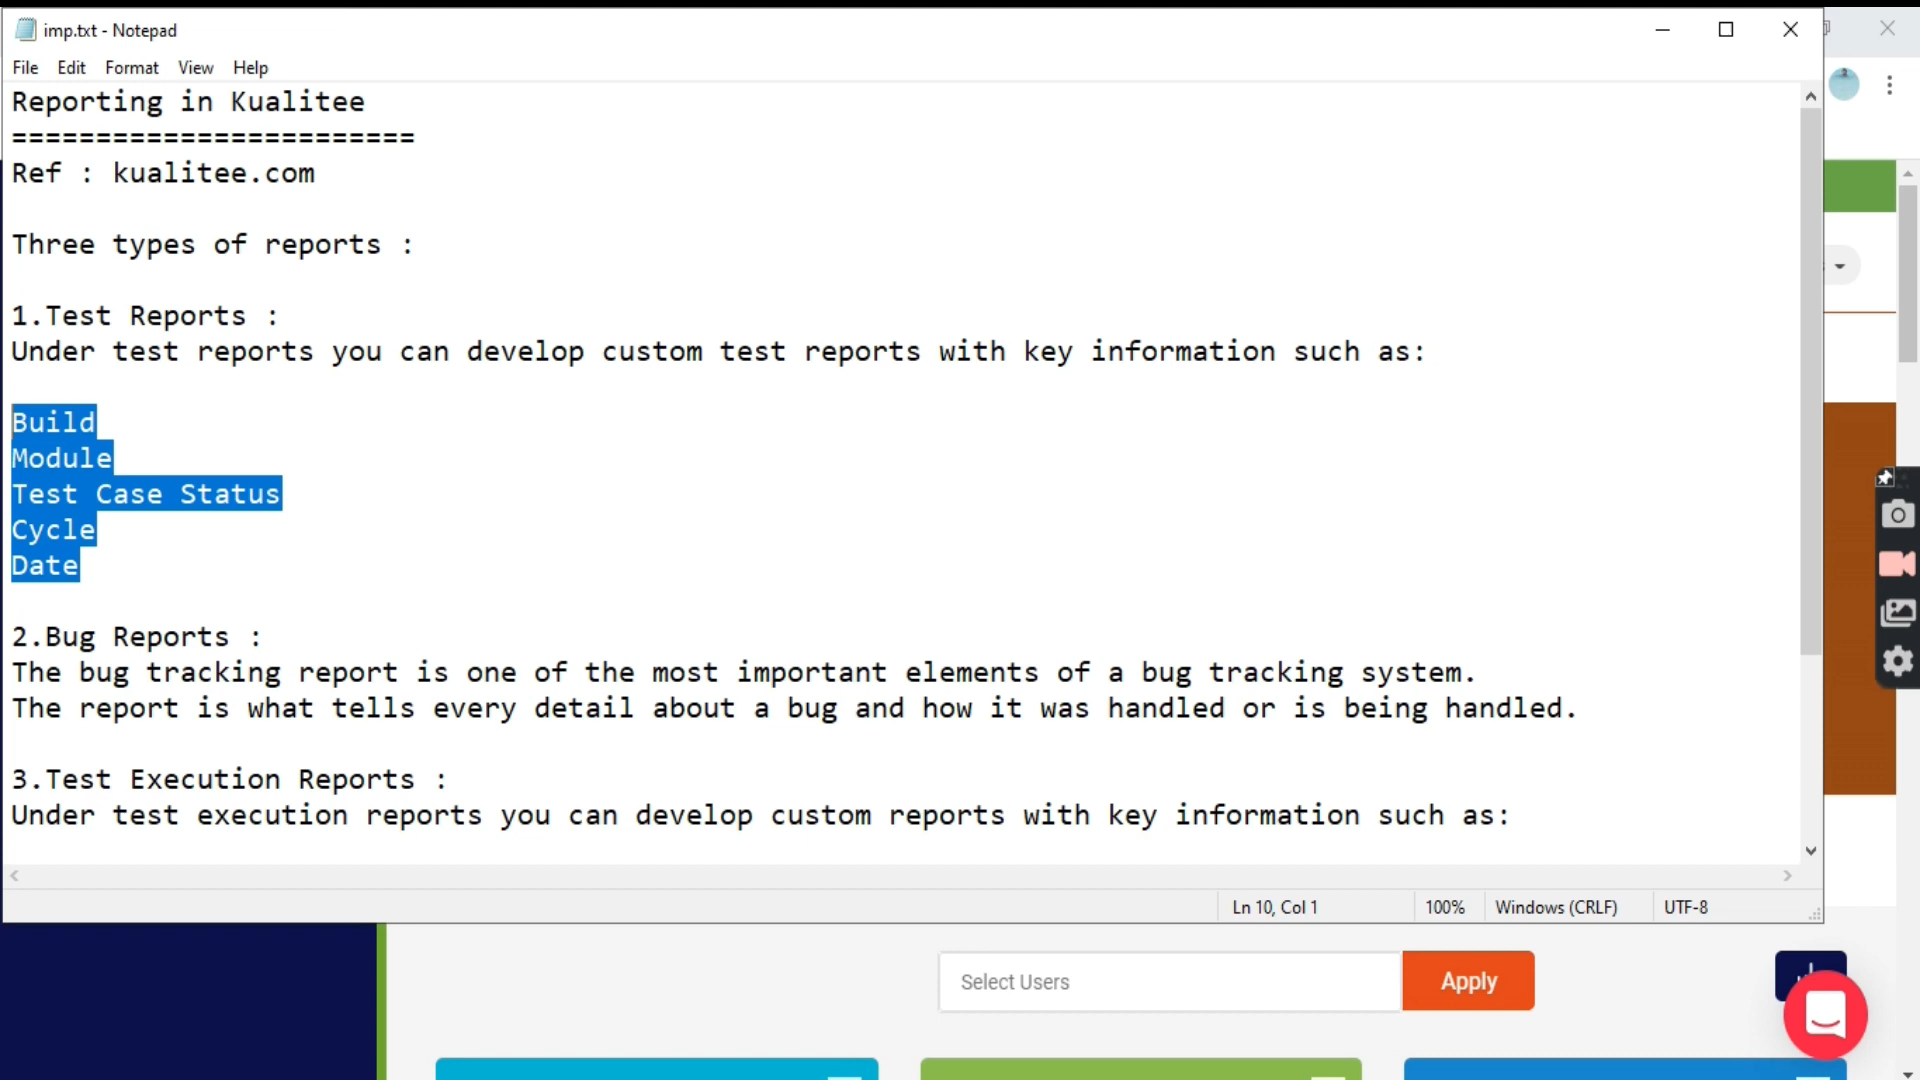 imp.txt - Notepad
File Edit Format View Help
Reporting in Kualitee
========================
Ref : kualitee.com
Three types of reports :
1.Test Reports :
Under test reports you can develop custom test reports with key information such as:
Build
Module
Test Case Status
Cycle
Date
2.Bug Reports :
The bug tracking report is one of the most important elements of a bug tracking system.
The report is what tells every detail about a bug and how it was handled or is being handled.
3.Test Execution Reports :
Under test execution reports you can develop custom reports with key information such as:
Ln 10, Col 1 100% Windows (CRLF) UTF-8
Select Users Apply